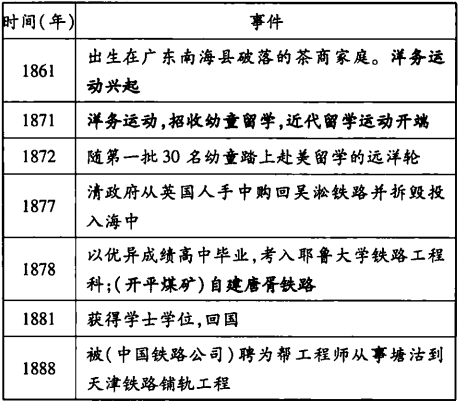 时间(年) 事件
1861 出生在广东南海县破落的茶商家庭。洋务运
动兴起
1871 洋务运动,招收幼童留学,近代留学运动开端
1872 随第一批30名幼童踏上赴美留学的远洋轮
1877 清政府从英国人手中购回吴淞铁路并拆毁投
入海中
1878 以优异成绩高中毕业,考入耶鲁大学铁路工程
科;(开平煤矿)自建唐胥铁路
1881 获得学士学位,回国
1888 被(中国铁路公司)聘为帮工程师从事塘沽到
天津铁路铺轨工程